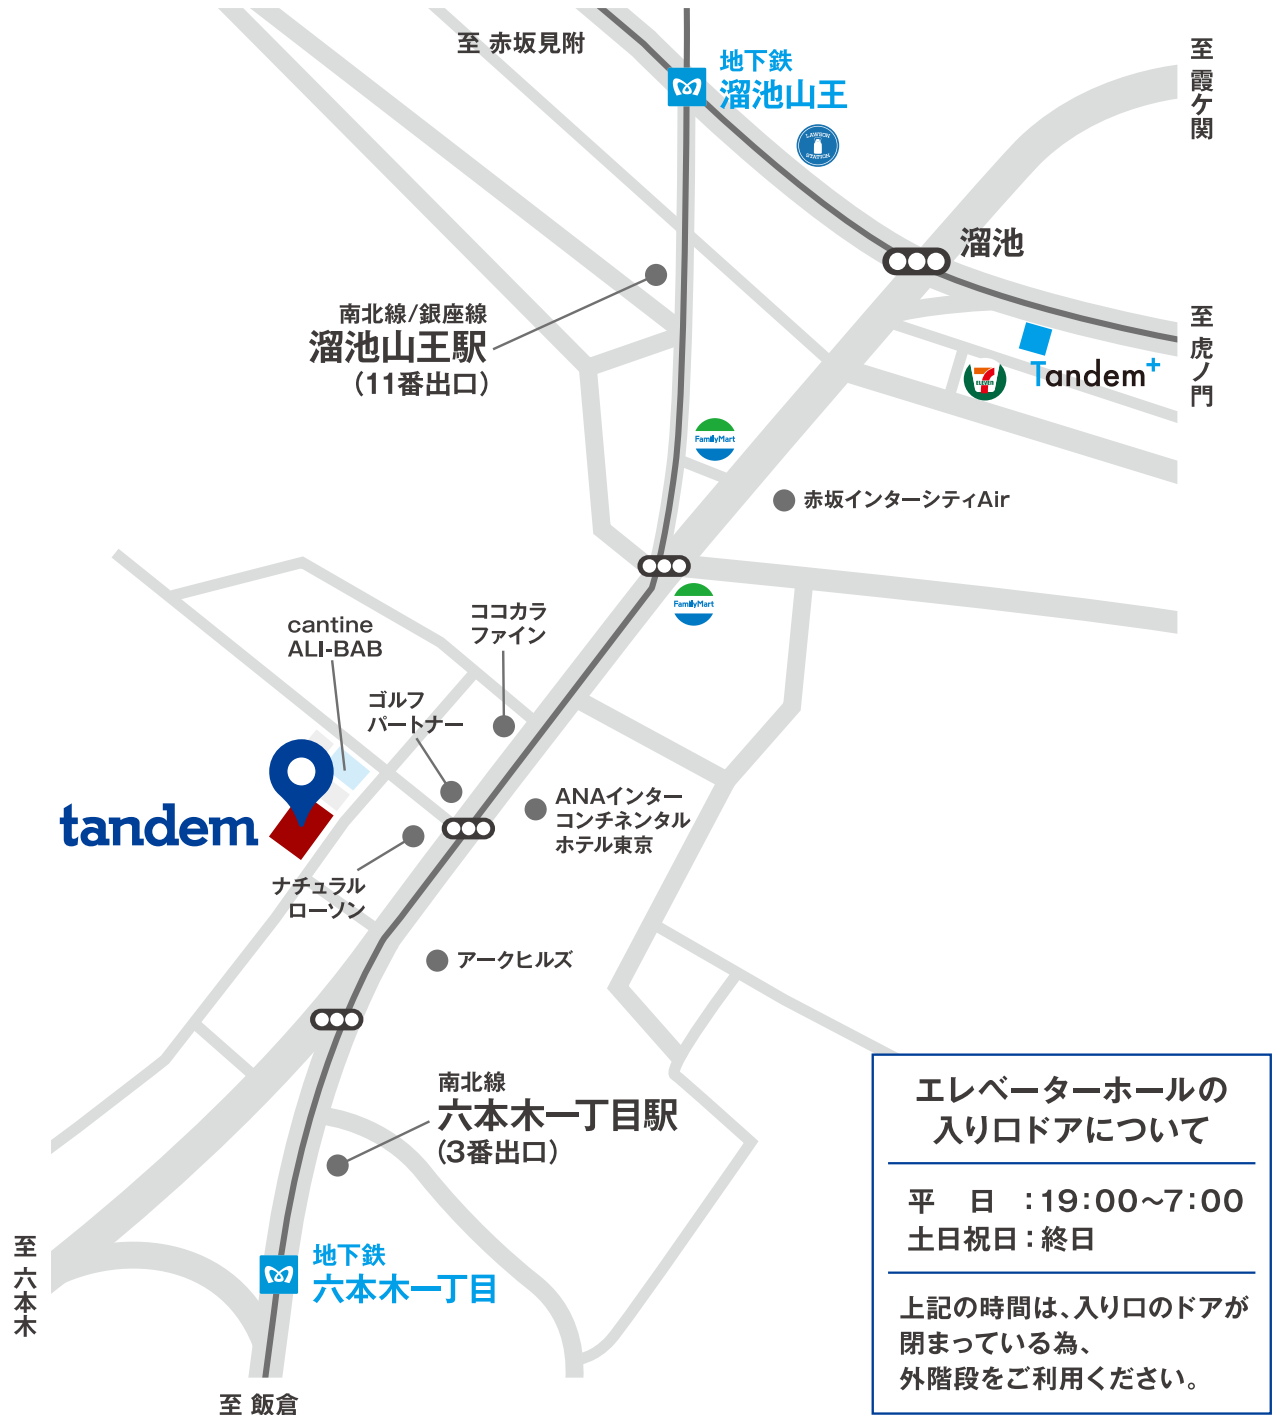 至 赤坂見附
地下鉄
溜池山王
至 霞ケ関
LAWSON
STATION
溜池
南北線/銀座線
溜池山王駅
(11番出口)
至 虎ノ門
7
ELEVEN
Tandem+
FamilyMart
赤坂インターシティAir
FamilyMart
ココカラ
ファイン
cantine
ALI-BAB
ゴルフ
パートナー
tandem
ANAインター
コンチネンタル
ホテル東京
ナチュラル
ローソン
アークヒルズ
南北線
六本木一丁目駅
(3番出口)
地下鉄
六本木一丁目
至 六本木
至 飯倉
エレベーターホールの
入り口ドアについて
平 日 :19:00〜7:00
土日祝日:終日
上記の時間は、入り口のドアが
閉まっている為、
外階段をご利用ください。